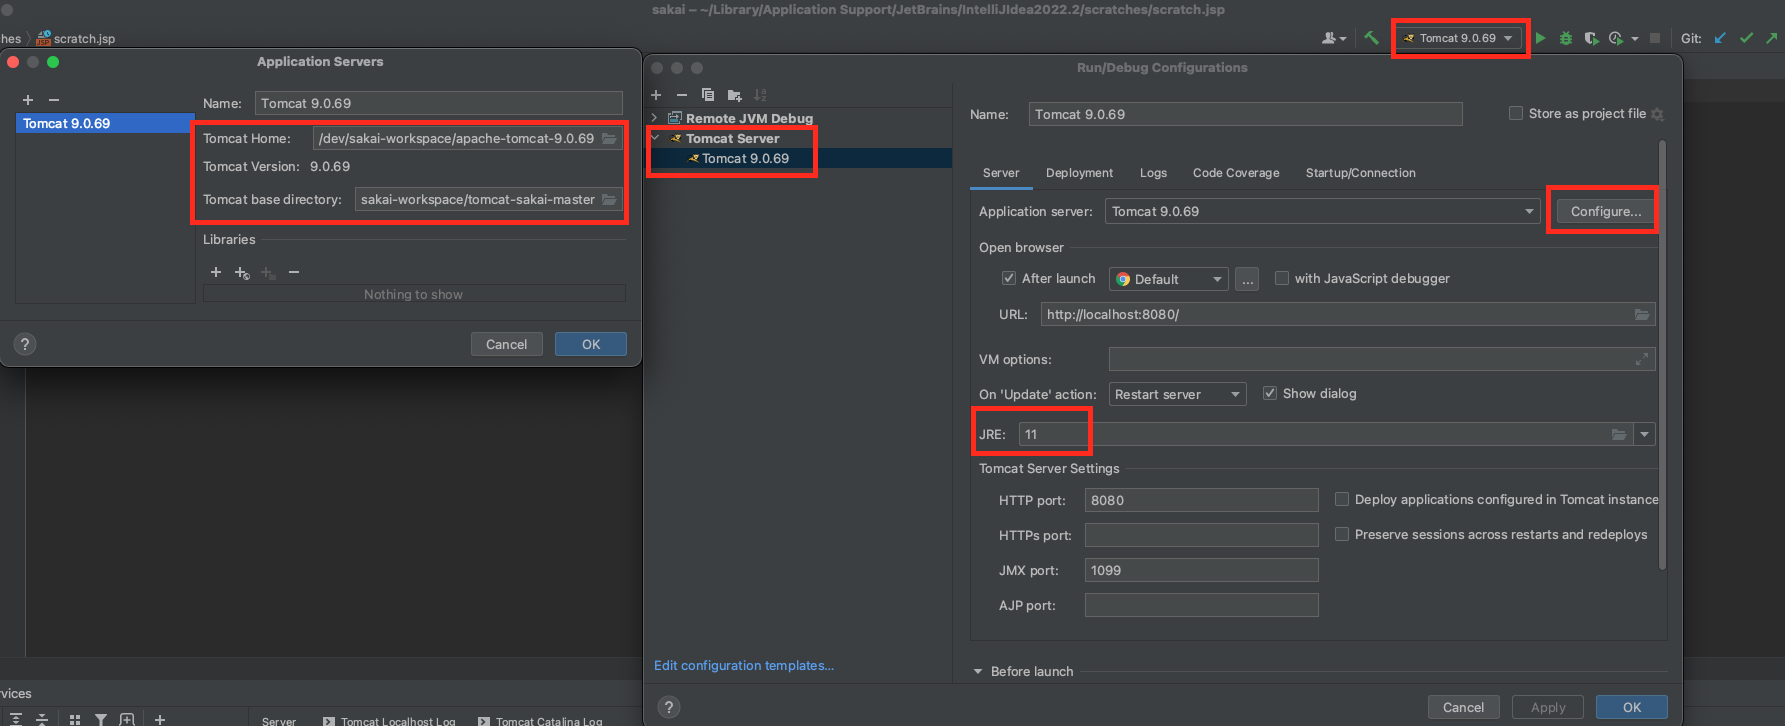 sakai – ~/Library/Application Support/JetBrains/IntelliJIdea2022.2/scratches/scratch.jsp
hes scratch.jsp
Tomcat 9.0.69
Git:
Application Servers
Tomcat 9.0.69
Name: Tomcat 9.0.69
Tomcat Home: /dev/sakai-workspace/apache-tomcat-9.0.69
Tomcat Version: 9.0.69
Tomcat base directory: sakai-workspace/tomcat-sakai-master
Libraries
Nothing to show
?
Cancel OK
Run/Debug Configurations
Remote JVM Debug
Tomcat Server
Tomcat 9.0.69
Edit configuration templates...
Name: Tomcat 9.0.69
Store as project file
Server Deployment Logs Code Coverage Startup/Connection
Application server: Tomcat 9.0.69 Configure...
Open browser
After launch Default ... with JavaScript debugger
URL: http://localhost:8080/
VM options:
On 'Update' action: Restart server Show dialog
JRE: 11
Tomcat Server Settings
HTTP port: 8080 Deploy applications configured in Tomcat instance
HTTPs port: Preserve sessions across restarts and redeploys
JMX port: 1099
AJP port:
Before launch
? Cancel Apply OK
rvices
Server Tomcat Localhost Log Tomcat Catalina Log